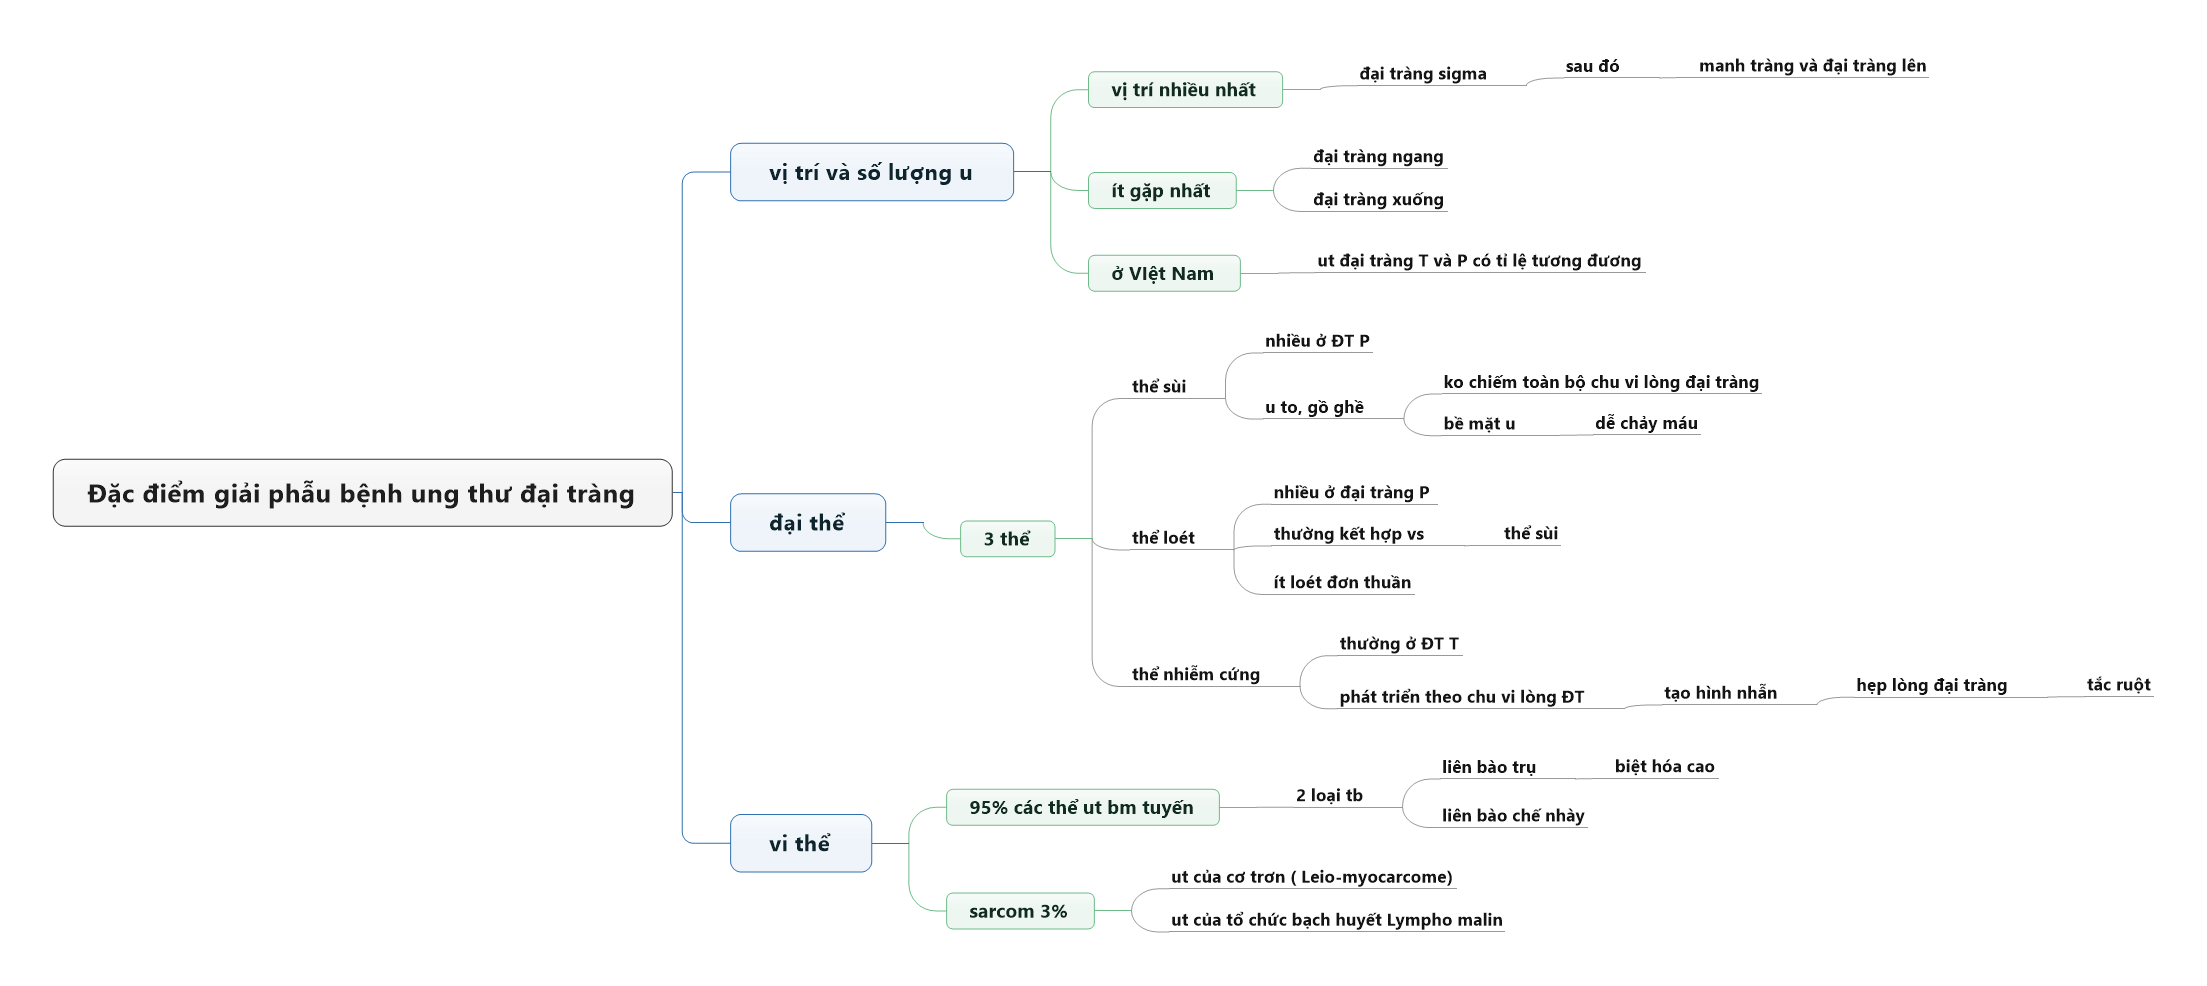 Đặc điểm giải phẫu bệnh ung thư đại tràng
vị trí và số lượng u
vị trí nhiều nhất
đại tràng sigma
sau đó
manh tràng và đại tràng lên
ít gặp nhất
đại tràng ngang
đại tràng xuống
ở VIệt Nam
ut đại tràng T và P có tỉ lệ tương đương
đại thể
3 thể
thể sùi
nhiều ở ĐT P
u to, gồ ghề
ko chiếm toàn bộ chu vi lòng đại tràng
bề mặt u
dễ chảy máu
thể loét
nhiều ở đại tràng P
thường kết hợp vs
thể sùi
ít loét đơn thuần
thể nhiễm cứng
thường ở ĐT T
phát triển theo chu vi lòng ĐT
tạo hình nhẫn
hẹp lòng đại tràng
tắc ruột
vi thể
95% các thể ut bm tuyến
2 loại tb
liên bào trụ
biệt hóa cao
liên bào chế nhày
sarcom 3%
ut của cơ trơn ( Leio-myocarcome)
ut của tổ chức bạch huyết Lympho malin